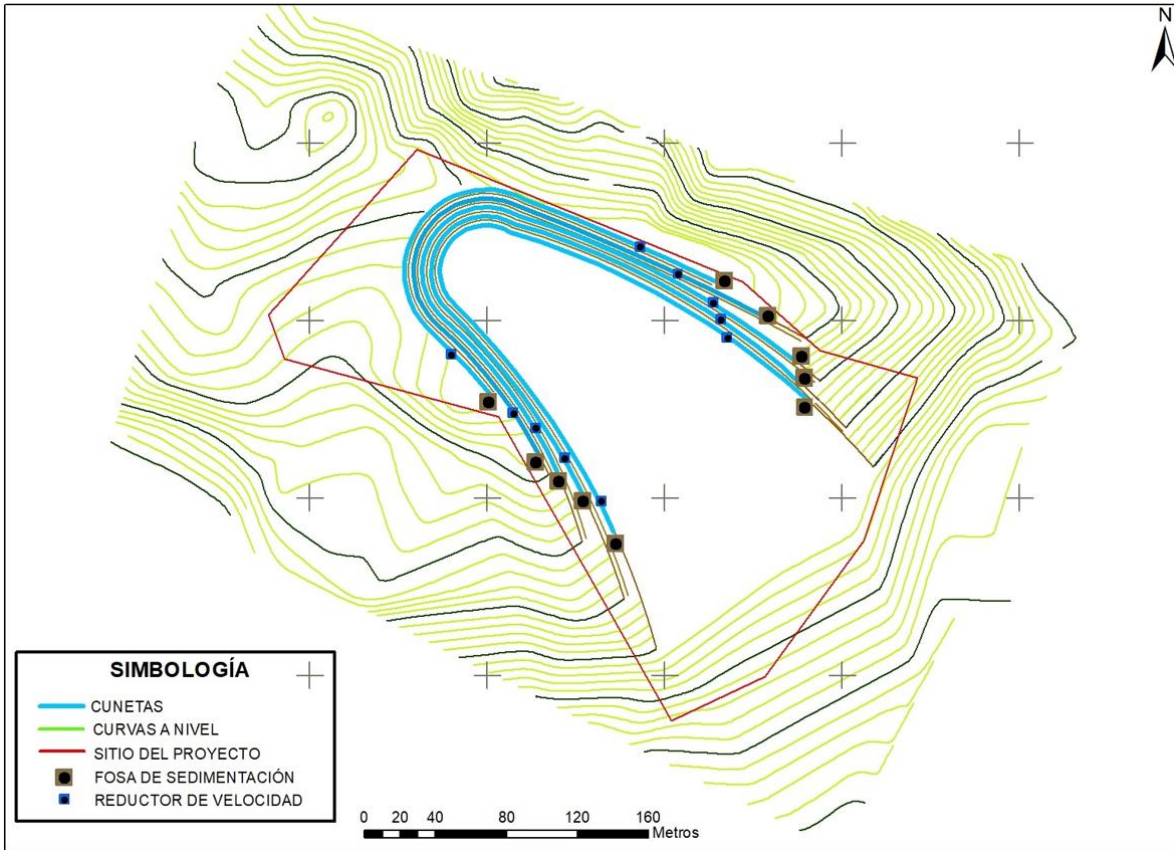 N
SIMBOLOGÍA
CUNETAS
CURVAS A NIVEL
SITIO DEL PROYECTO
FOSA DE SEDIMENTACIÓN
REDUCTOR DE VELOCIDAD
0 20 40 80 120 160
Metros